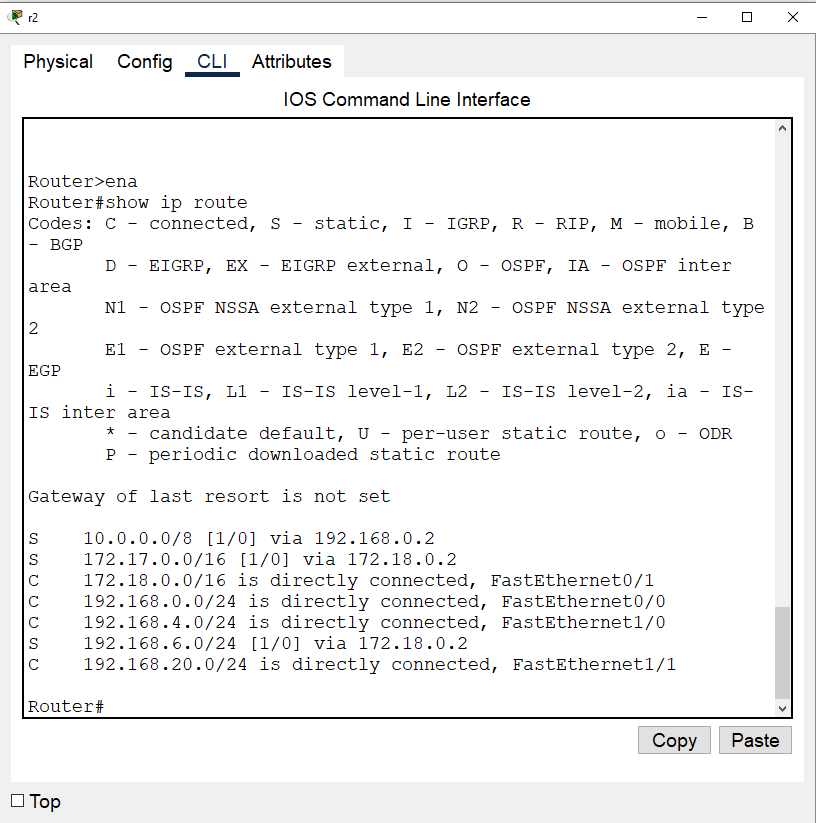 r2
Physical Config CLI Attributes
IOS Command Line Interface
Router>ena
Router#show ip route
Codes: C - connected, S - static, I - IGRP, R - RIP, M - mobile, B
- BGP
       D - EIGRP, EX - EIGRP external, O - OSPF, IA - OSPF inter
area
       N1 - OSPF NSSA external type 1, N2 - OSPF NSSA external type
2
       E1 - OSPF external type 1, E2 - OSPF external type 2, E -
EGP
       i - IS-IS, L1 - IS-IS level-1, L2 - IS-IS level-2, ia - IS-
IS inter area
       * - candidate default, U - per-user static route, o - ODR
       P - periodic downloaded static route
Gateway of last resort is not set
S    10.0.0.0/8 [1/0] via 192.168.0.2
S    172.17.0.0/16 [1/0] via 172.18.0.2
C    172.18.0.0/16 is directly connected, FastEthernet0/1
C    192.168.0.0/24 is directly connected, FastEthernet0/0
C    192.168.4.0/24 is directly connected, FastEthernet1/0
S    192.168.6.0/24 [1/0] via 172.18.0.2
C    192.168.20.0/24 is directly connected, FastEthernet1/1
Router#
Copy Paste
Top